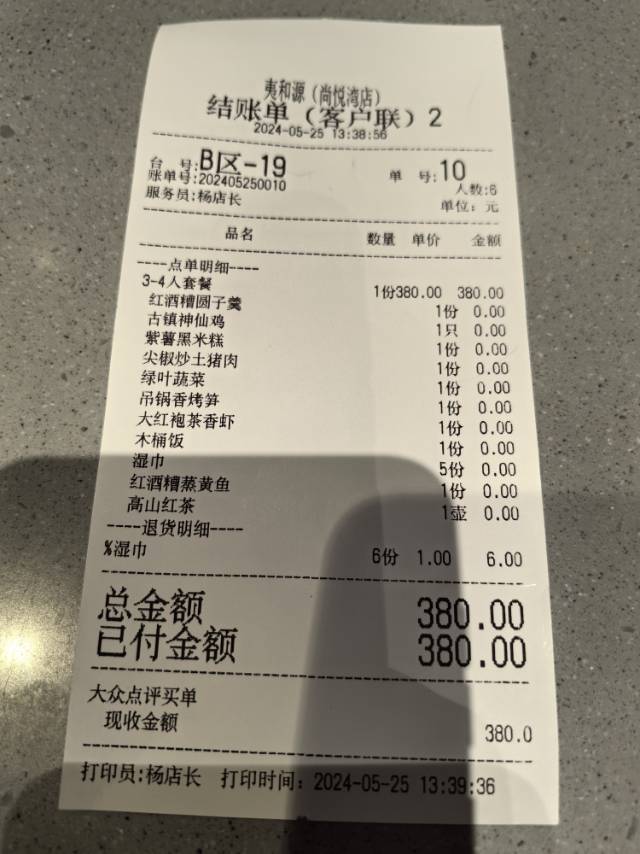 夷和源（尚悦湾店）
结账单（客户联）2
2024-05-25 13:38:56
台 号:B区-19 单 号:10
账单号:202405250010 人数:6
服务员:杨店长 单位: 元
品名 数量 单价 金额
----点单明细----
3-4人套餐 1份380.00 380.00
红酒糟圆子羹 1份 0.00
古镇神仙鸡 1只 0.00
紫薯黑米糕 1份 0.00
尖椒炒土猪肉 1份 0.00
绿叶蔬菜 1份 0.00
吊锅香烤笋 1份 0.00
大红袍茶香虾 1份 0.00
木桶饭 1份 0.00
湿巾 5份 0.00
红酒糟蒸黄鱼 1份 0.00
高山红茶 1壶 0.00
----退货明细----
%湿巾 6份 1.00 6.00
总金额 380.00
已付金额 380.00
大众点评买单
现收金额 380.0
打印员:杨店长 打印时间: 2024-05-25 13:39:36